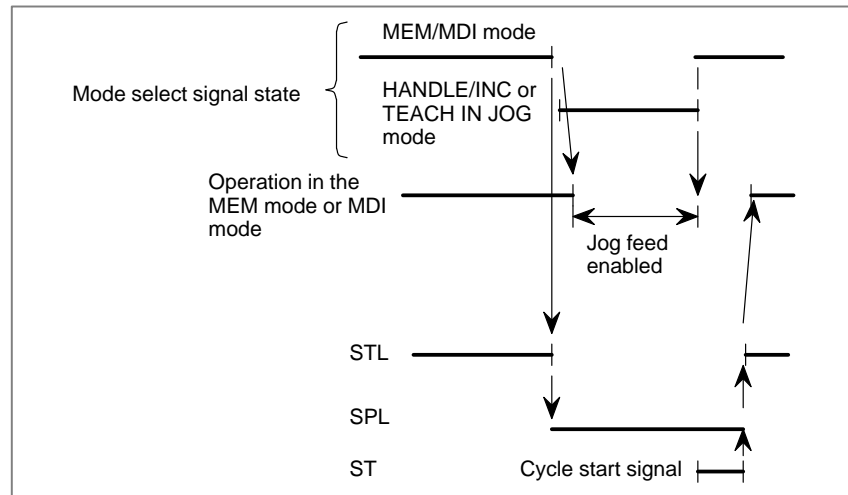 MEM/MDI mode
Mode select signal state
HANDLE/INC or
TEACH IN JOG
mode
Operation in the
MEM mode or MDI
mode
Jog feed
enabled
STL
SPL
ST
Cycle start signal